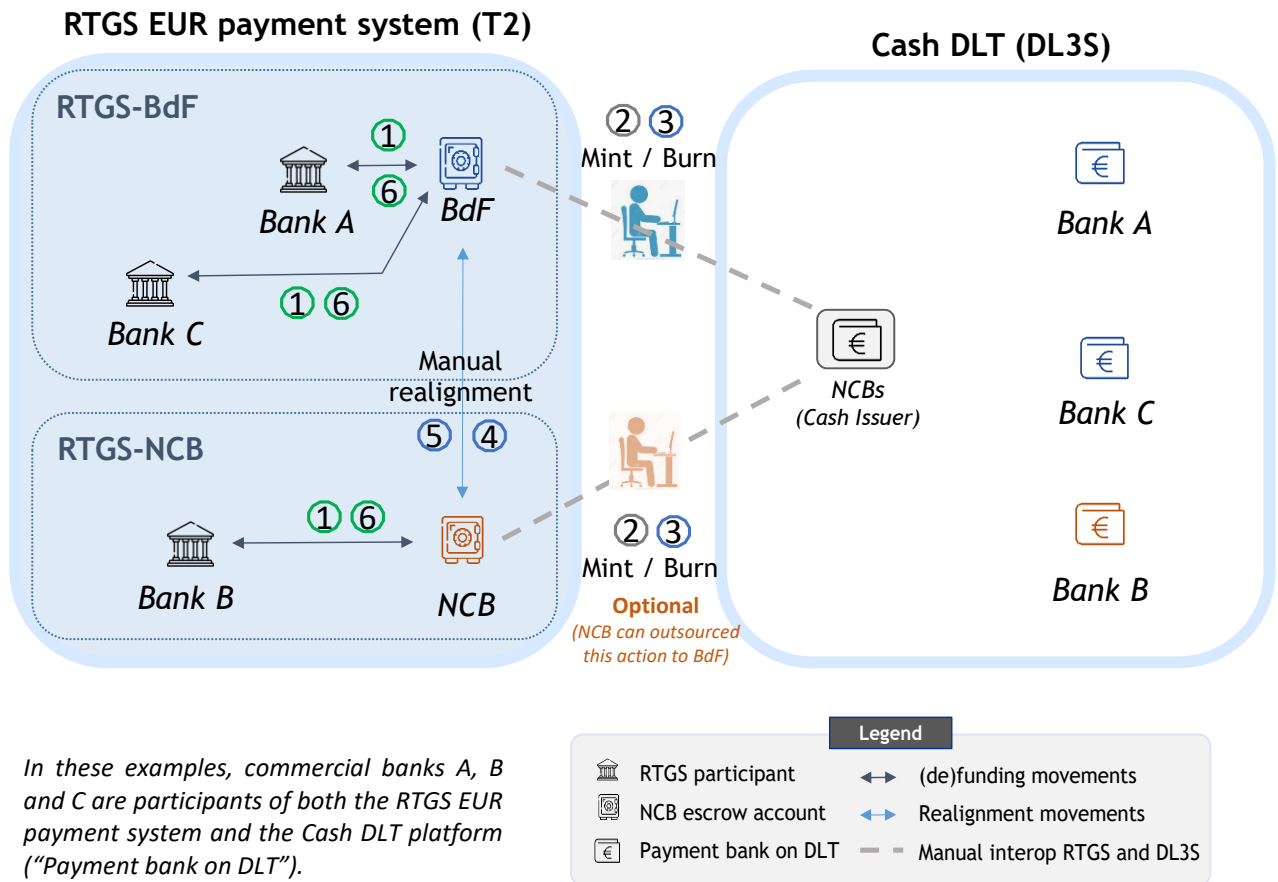 RTGS EUR payment system (T2)
Cash DLT (DL3S)
RTGS-BdF
1
6
Bank A
BdF
1 6
Bank C
Manual
realignment
5 4
RTGS-NCB
1 6
Bank B
NCB
2 3
Mint / Burn
2 3
Mint / Burn
Optional
(NCB can outsourced
this action to BdF)
€
NCBs
(Cash Issuer)
€
Bank A
€
Bank C
€
Bank B
In these examples, commercial banks A, B
and C are participants of both the RTGS EUR
payment system and the Cash DLT platform
(“Payment bank on DLT”).
Legend
RTGS participant
(de)funding movements
NCB escrow account
Realignment movements
€ Payment bank on DLT
Manual interop RTGS and DL3S